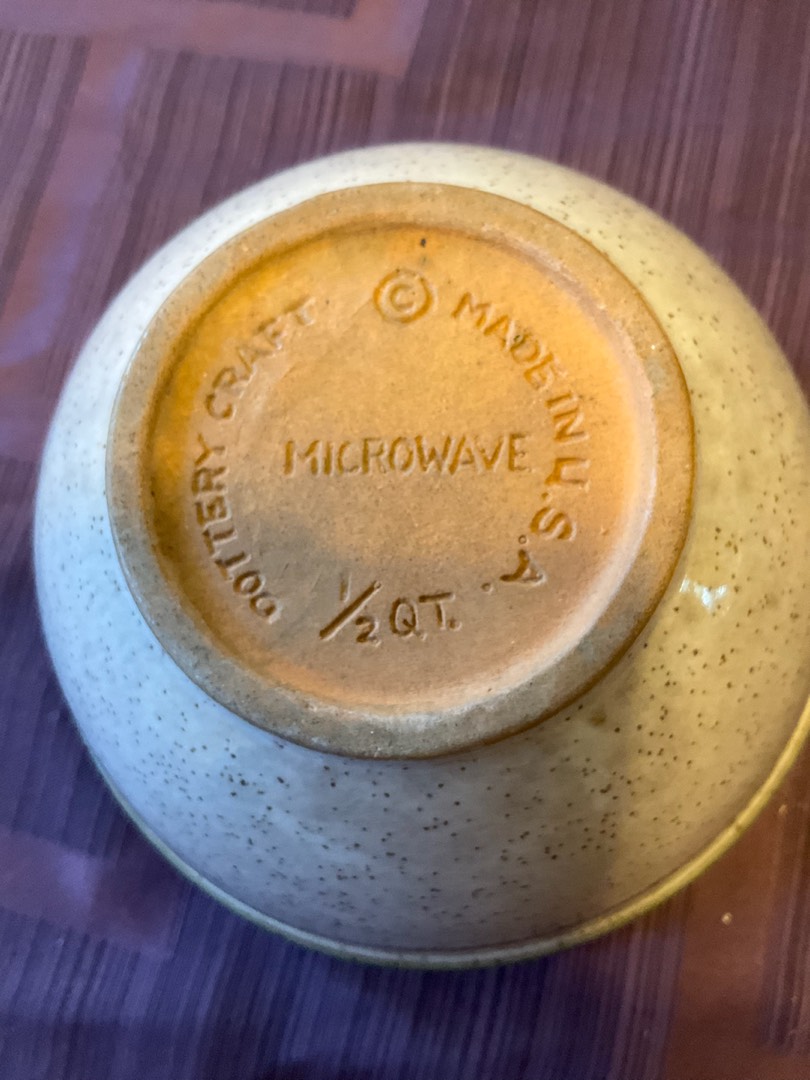 POTTERY CRAFT © MADE IN U.S.A.
MICROWAVE
1/2 QT.